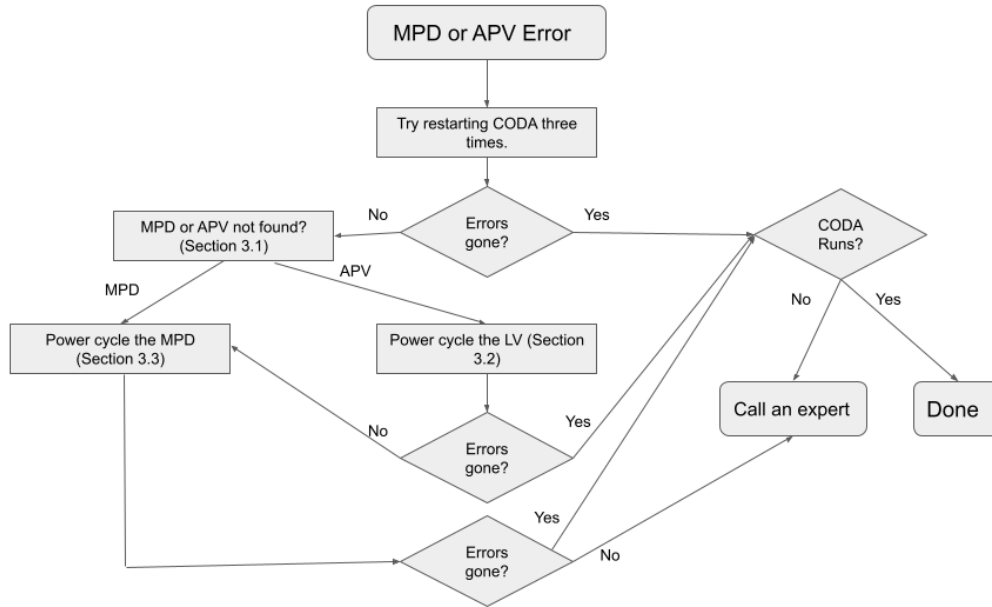 MPD or APV Error
Try restarting CODA three
times.
No
Errors
gone?
Yes
MPD or APV not found?
(Section 3.1)
CODA
Runs?
MPD
APV
No
Yes
Power cycle the MPD
(Section 3.3)
Power cycle the LV (Section
3.2)
Call an expert
Done
No
Errors
gone?
Yes
Yes
Errors
gone?
No